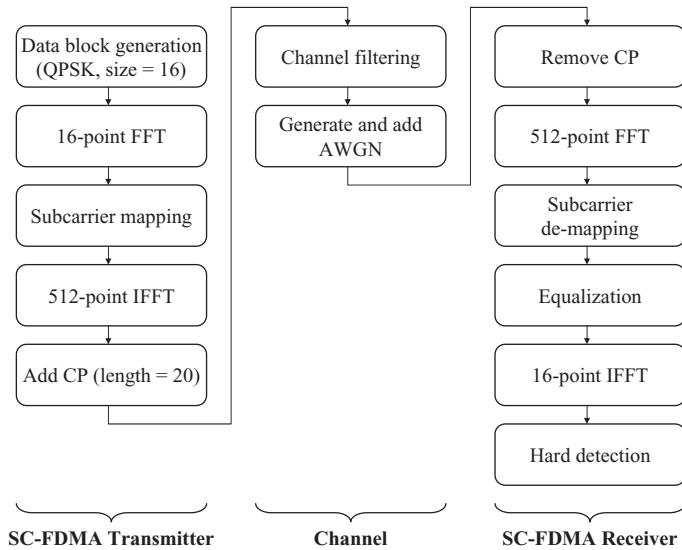 Data block generation
(QPSK, size = 16)
16-point FFT
Subcarrier mapping
512-point IFFT
Add CP (length = 20)
SC-FDMA Transmitter
Channel filtering
Generate and add
AWGN
Channel
Remove CP
512-point FFT
Subcarrier
de-mapping
Equalization
16-point IFFT
Hard detection
SC-FDMA Receiver